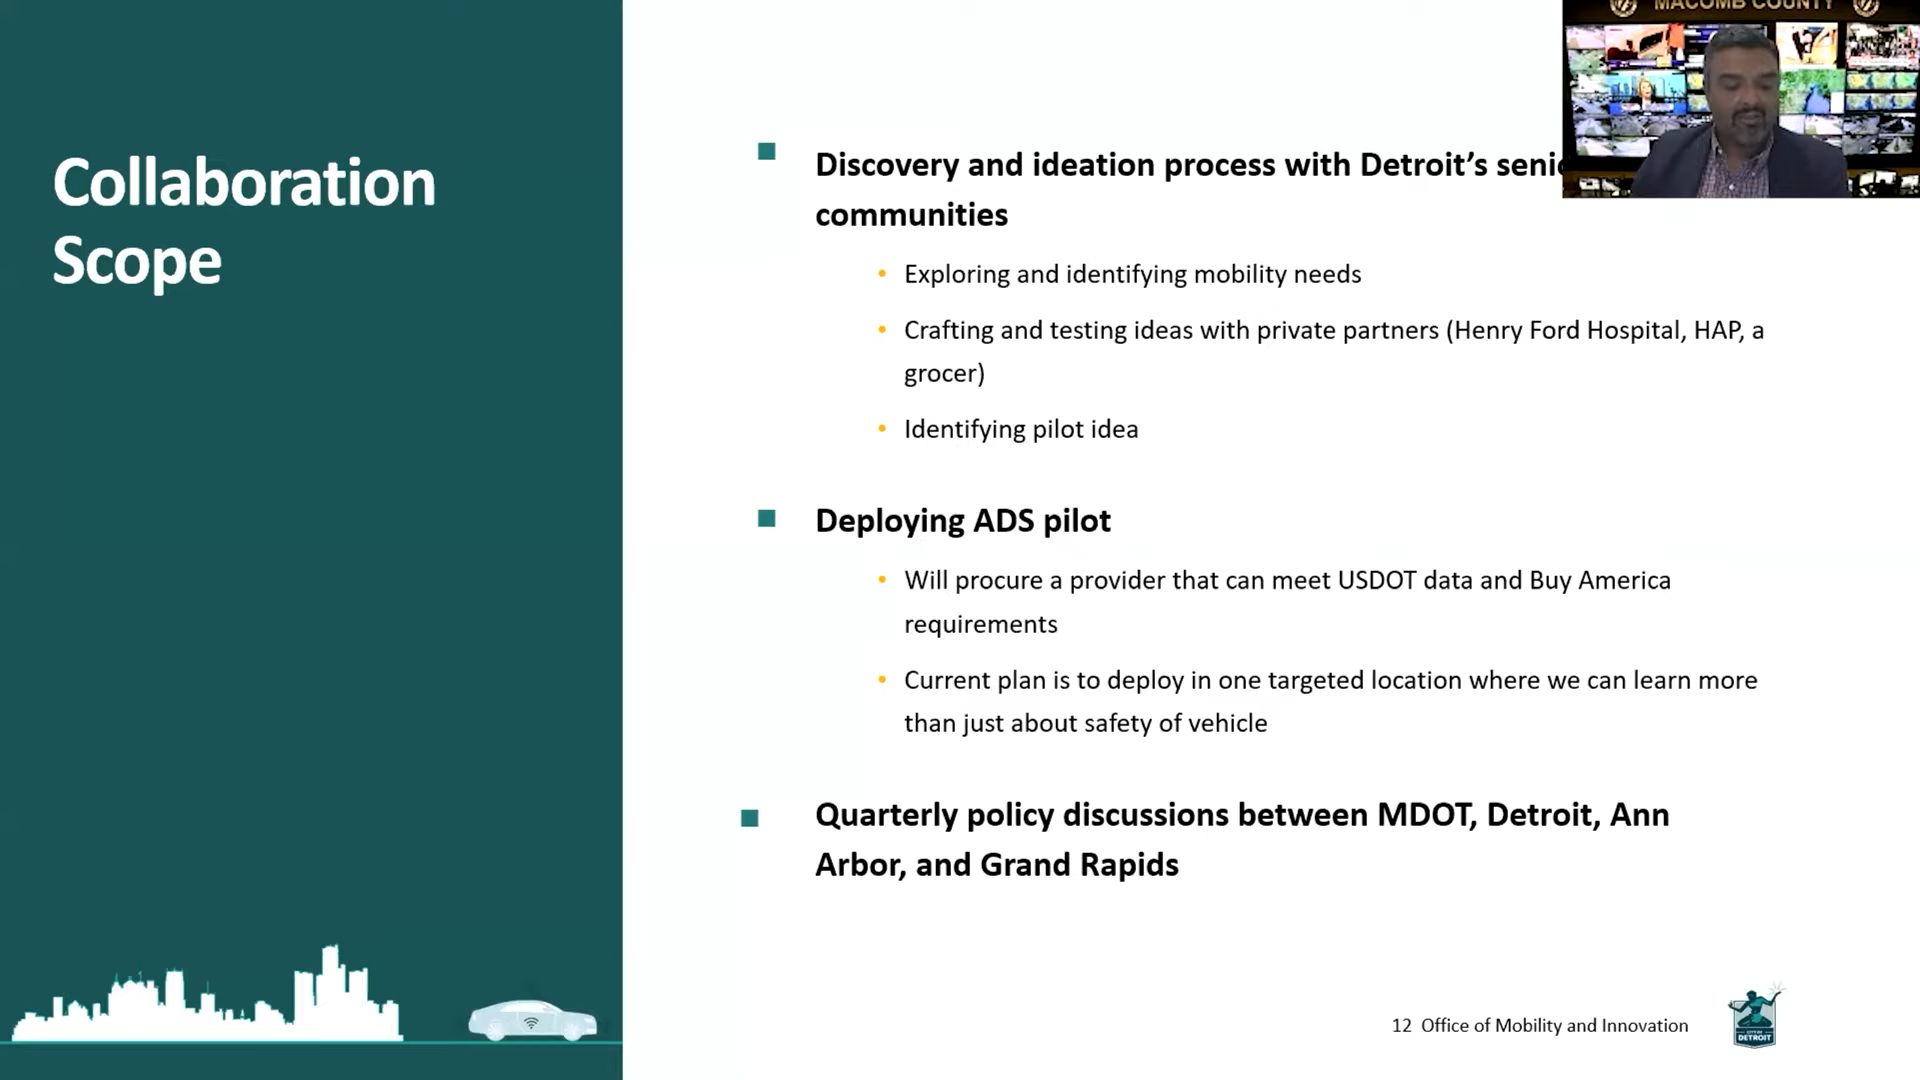 MACOMB COUNTY
Collaboration
Scope
Discovery and ideation process with Detroit's
communities
Exploring and identifying mobility needs
Crafting and testing ideas with private partners (Henry Ford Hospital, HAP, a
grocer)
Identifying pilot idea
Deploying ADS pilot
Will procure a provider that can meet USDOT data and Buy America
requirements
Current plan is to deploy in one targeted location where we can learn more
than just about safety of vehicle
Quarterly policy discussions between MDOT, Detroit, Ann
Arbor, and Grand Rapids
12 Office of Mobility and Innovation
CITY OF
DETROIT